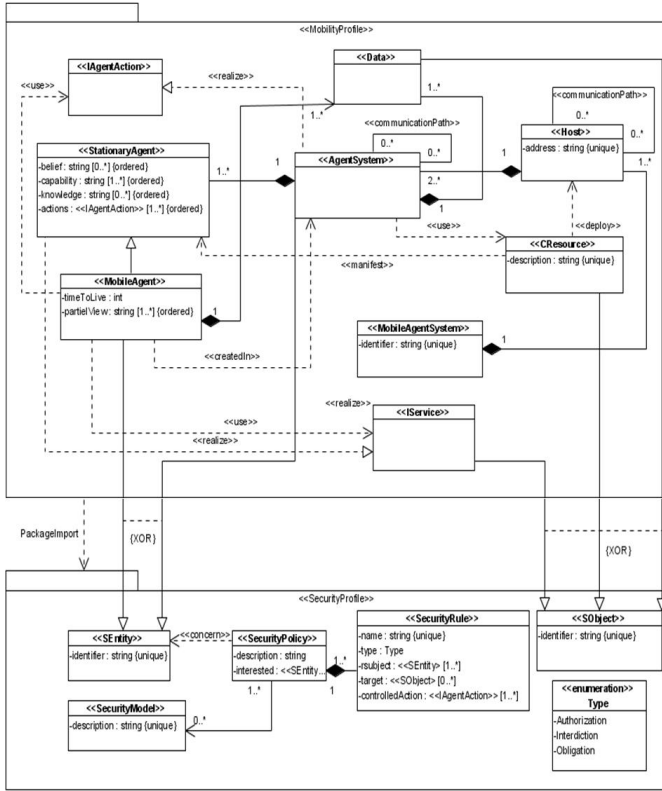 <<MobilityProfile>>
<<IAgentAction>>
<<use>>
<<realize>>
<<Data>>
1..*
1..*
<<communicationPath>>
0..*
0..*
<<communicationPath>>
0..*
0..*
<<Host>>
-address : string {unique}
1..*
1
<<StationaryAgent>>
-belief : string [0..*] {ordered}
-capability : string [1..*] {ordered}
-knowledge : string [0..*] {ordered}
-actions : <<IAgentAction>> [1..*] {ordered}
1..*
1
<<AgentSystem>>
2..*
1
<<use>>
<<deploy>>
<<CResource>>
-description : string {unique}
<<manifest>>
<<MobileAgent>>
-timeToLive : int
-partielView : string [1..*] {ordered}
1
<<createdIn>>
<<MobileAgentSystem>>
-identifier : string {unique}
1
<<use>>
<<realize>>
<<realize>>
<<IService>>
PackageImport
{XOR}
{XOR}
<<SecurityProfile>>
<<SEntity>>
-identifier : string {unique}
<<concern>>
<<SecurityPolicy>>
-description : string
-interested : <<SEntity...
1..*
1
1..*
0..*
<<SecurityRule>>
-name : string {unique}
-type : Type
-rsubject : <<SEntity>> [1..*]
-target : <<SObject>> [0..*]
-controlledAction : <<IAgentAction>> [1..*]
<<SObject>>
-identifier : string {unique}
<<SecurityModel>>
-description : string {unique}
<<enumeration>>
Type
-Authorization
-Interdiction
-Obligation